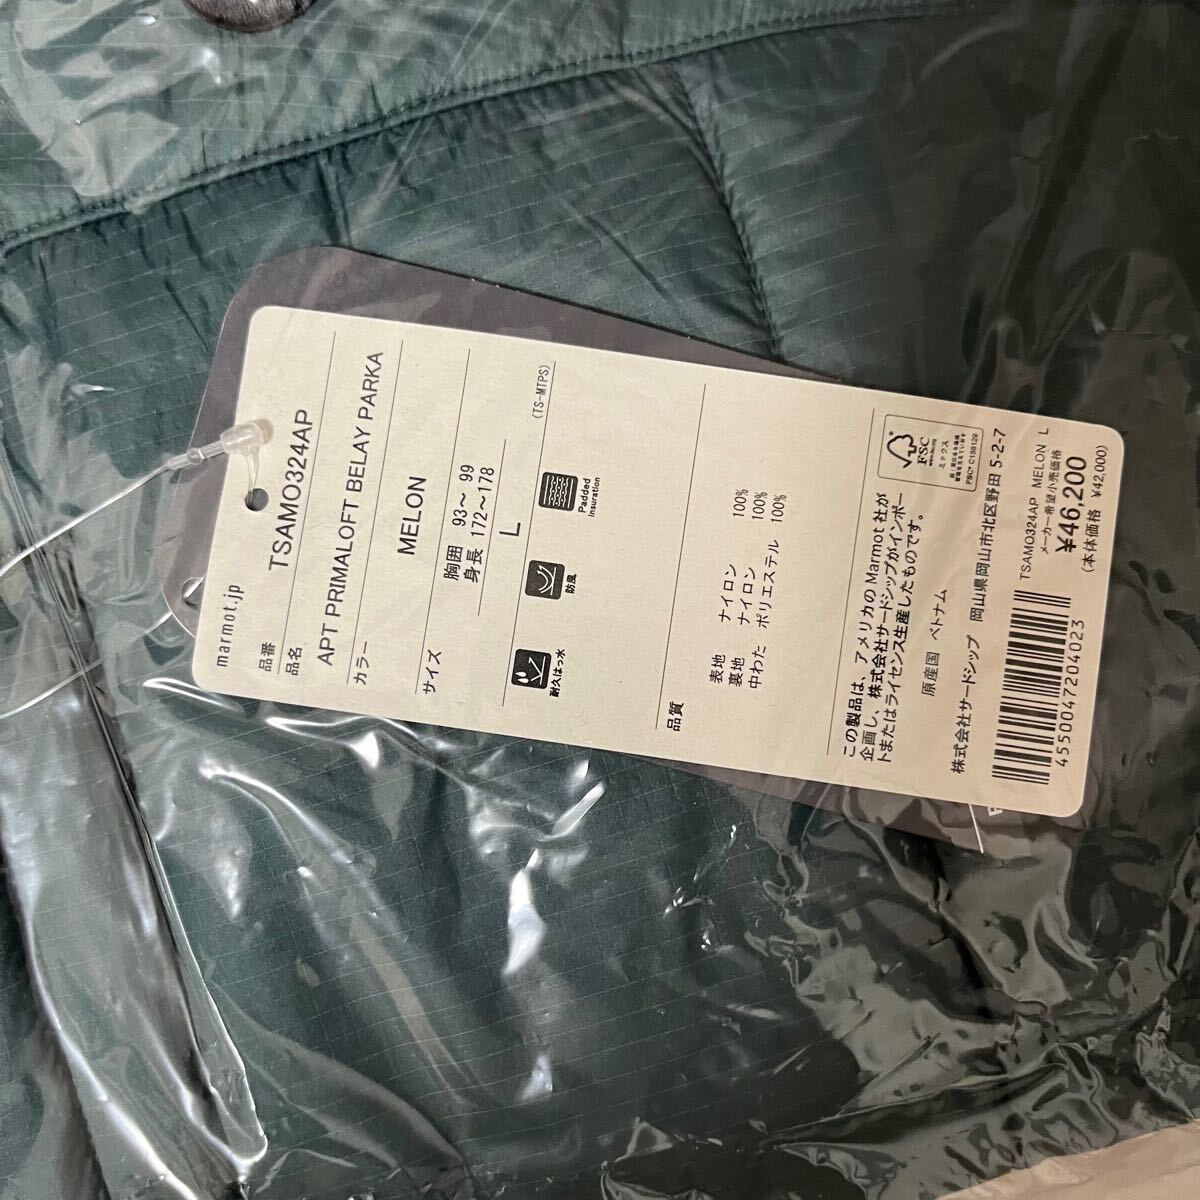 marmot.jp
品番
TSAMO324AP
品名
APT PRIMALOFT BELAY PARKA
カラー
MELON
サイズ
胸囲 93～ 99
身長 172～178
L
(TS-MTPS)
Padded
Insuration
防風
耐久はっ水
品質
表地 ナイロン 100%
裏地 ナイロン 100%
中わた ポリエステル 100%
FSC
www.fsc.org
ミックス
FSC® C158129
この製品は、アメリカの Marmot 社が
企画し、株式会社サードシップがインポー
トまたはライセンス生産したものです。
原産国 ベトナム
株式会社サードシップ 岡山県岡山市北区野田 5-2-7
TSAMO324AP MELON L
メーカー希望小売価格
¥46,200
(本体価格 ¥42,000)
4550047204023